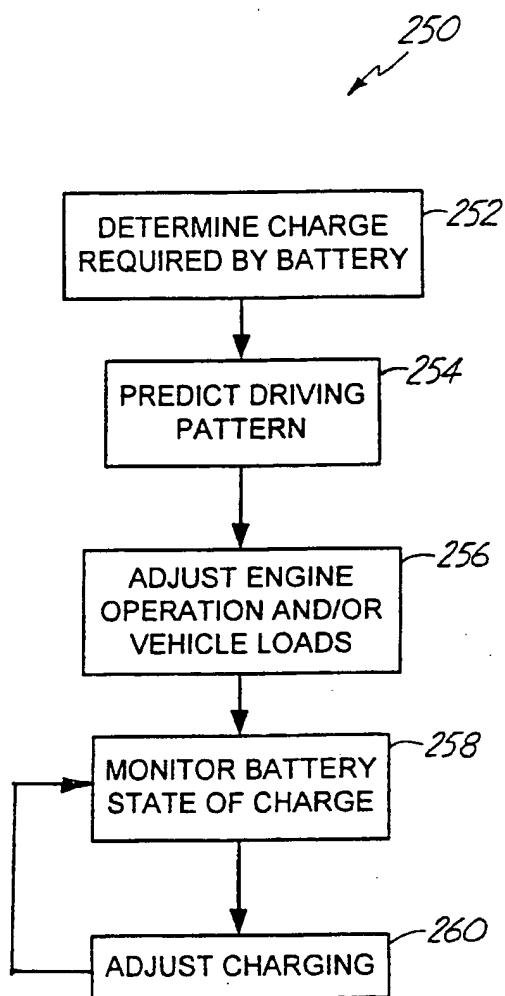 250
DETERMINE CHARGE
REQUIRED BY BATTERY
252
PREDICT DRIVING
PATTERN
254
ADJUST ENGINE
OPERATION AND/OR
VEHICLE LOADS
256
MONITOR BATTERY
STATE OF CHARGE
258
ADJUST CHARGING
260